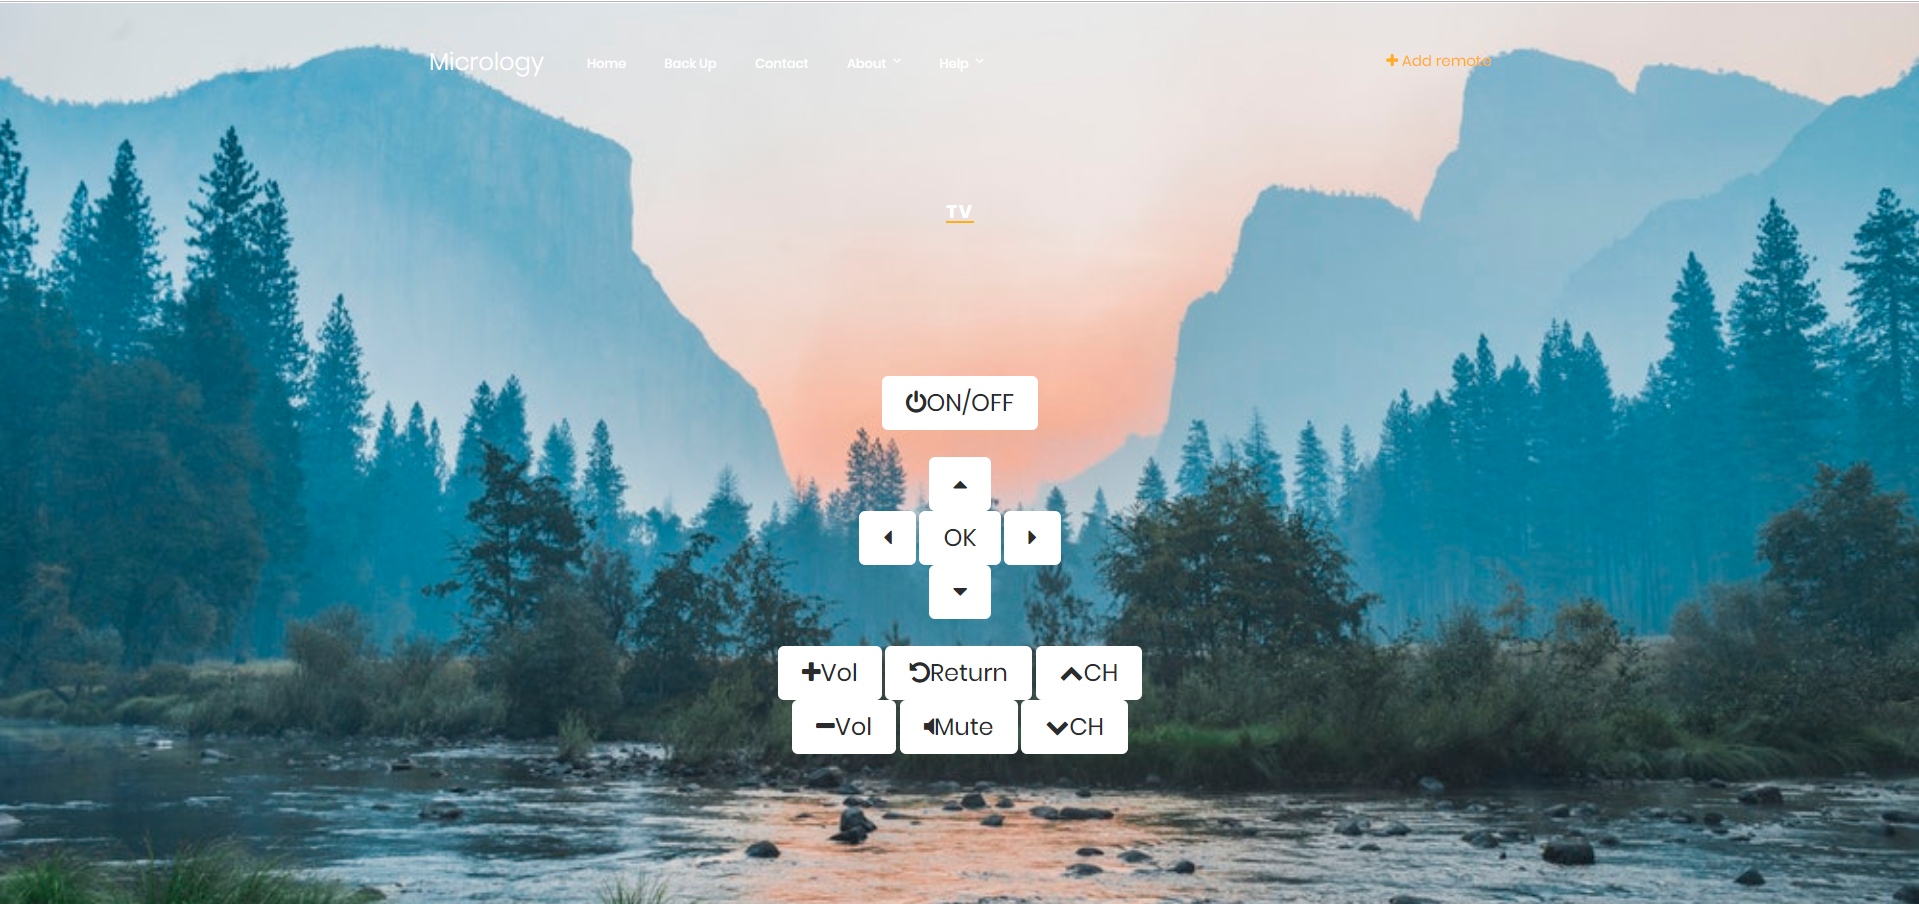 Micrology Home Back Up Contact About Help Add remote
TV
ON/OFF
OK
Vol Return CH
Vol Mute CH